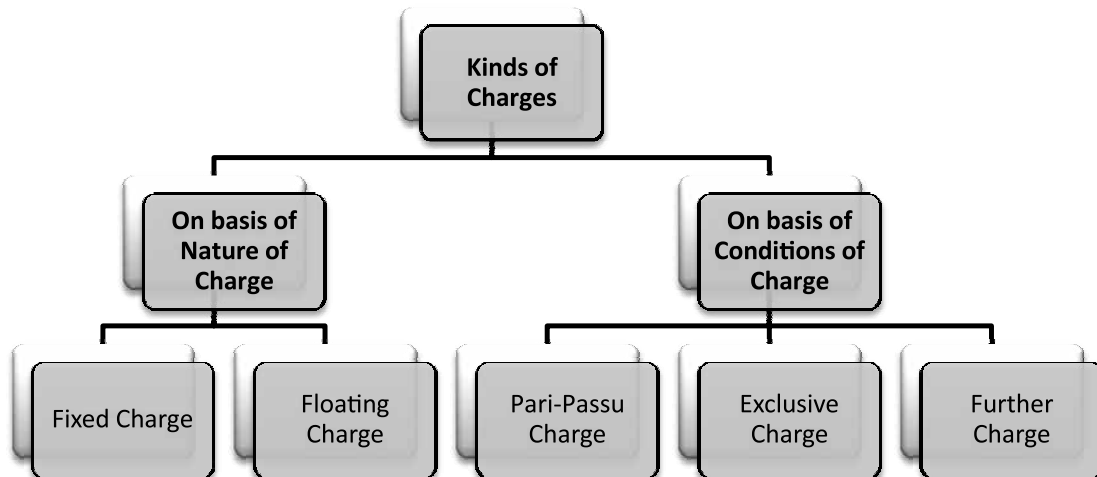 Kinds of
Charges
On basis of
Nature of
Charge
On basis of
Conditions of
Charge
Fixed Charge
Floating
Charge
Pari-Passu
Charge
Exclusive
Charge
Further
Charge